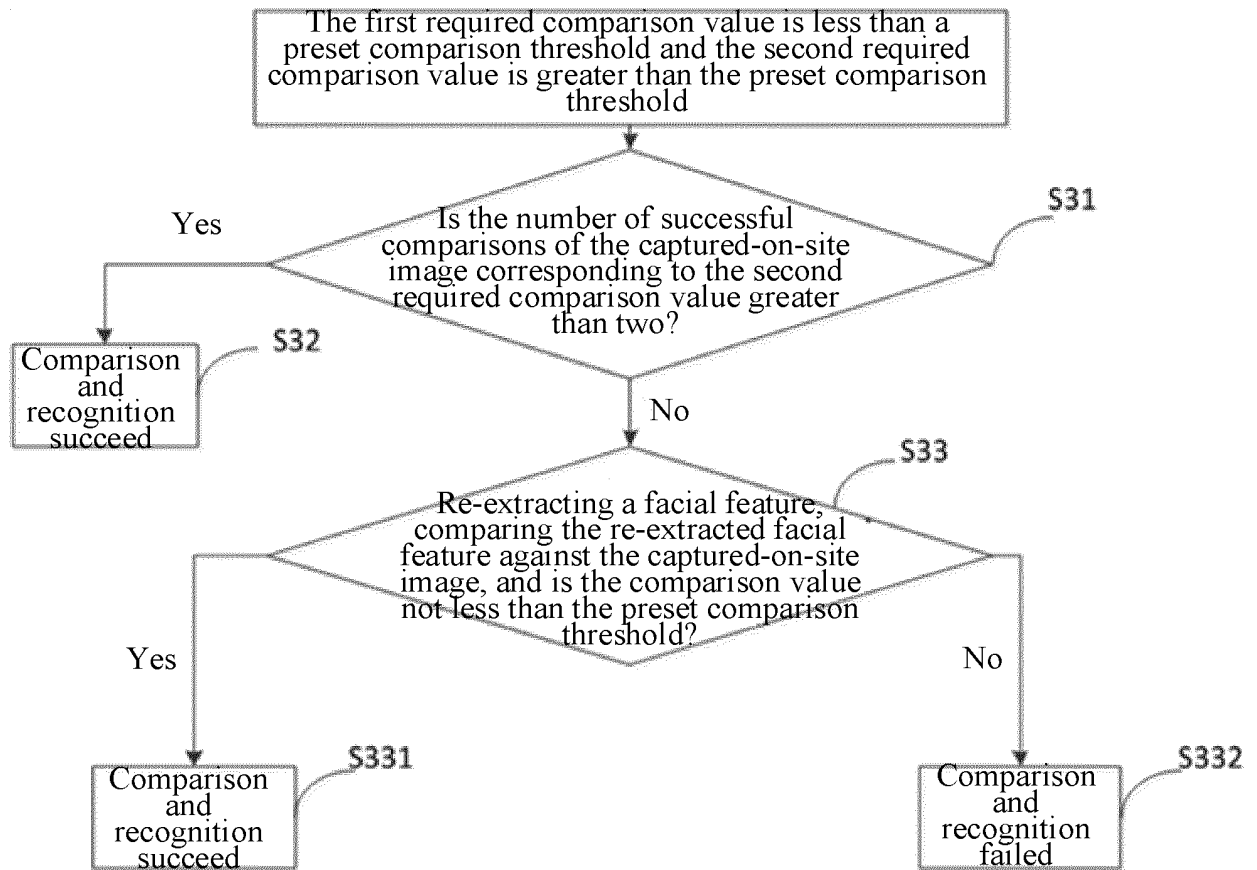 The first required comparison value is less than a
preset comparison threshold and the second required
comparison value is greater than the preset comparison
threshold
S31
Yes
Is the number of successful
comparisons of the captured-on-site
image corresponding to the second
required comparison value greater
than two?
S32
Comparison
and
recognition
succeed
No
S33
Re-extracting a facial feature,
comparing the re-extracted facial
feature against the captured-on-site
image, and is the comparison value
not less than the preset comparison
threshold?
Yes
No
S331
Comparison
and
recognition
succeed
S332
Comparison
and
recognition
failed